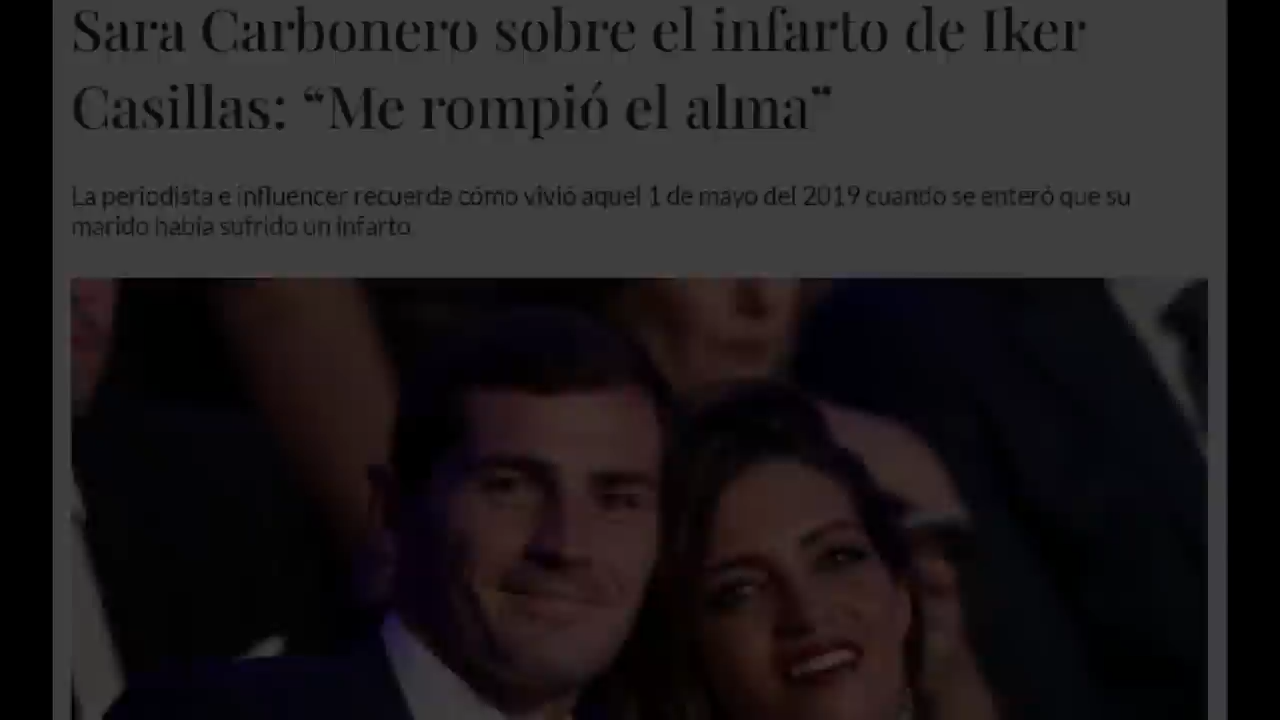 Sara Carbonero sobre el infarto de Iker
Casillas: “Me rompió el alma”
La periodista e influencer recuerda cómo vivió aquel 1 de mayo del 2019 cuando se enteró que su
marido había sufrido un infarto